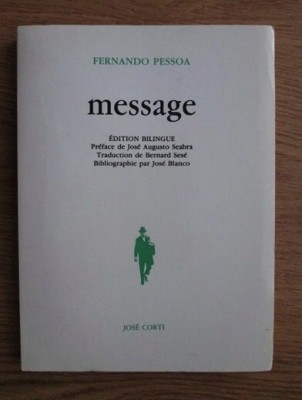 FERNANDO PESSOA
message
ÉDITION BILINGUE
Préface de José Augusto Seabra
Traduction de Bernard Sesé
Bibliographie par José Blanco
JOSÉ CORTI